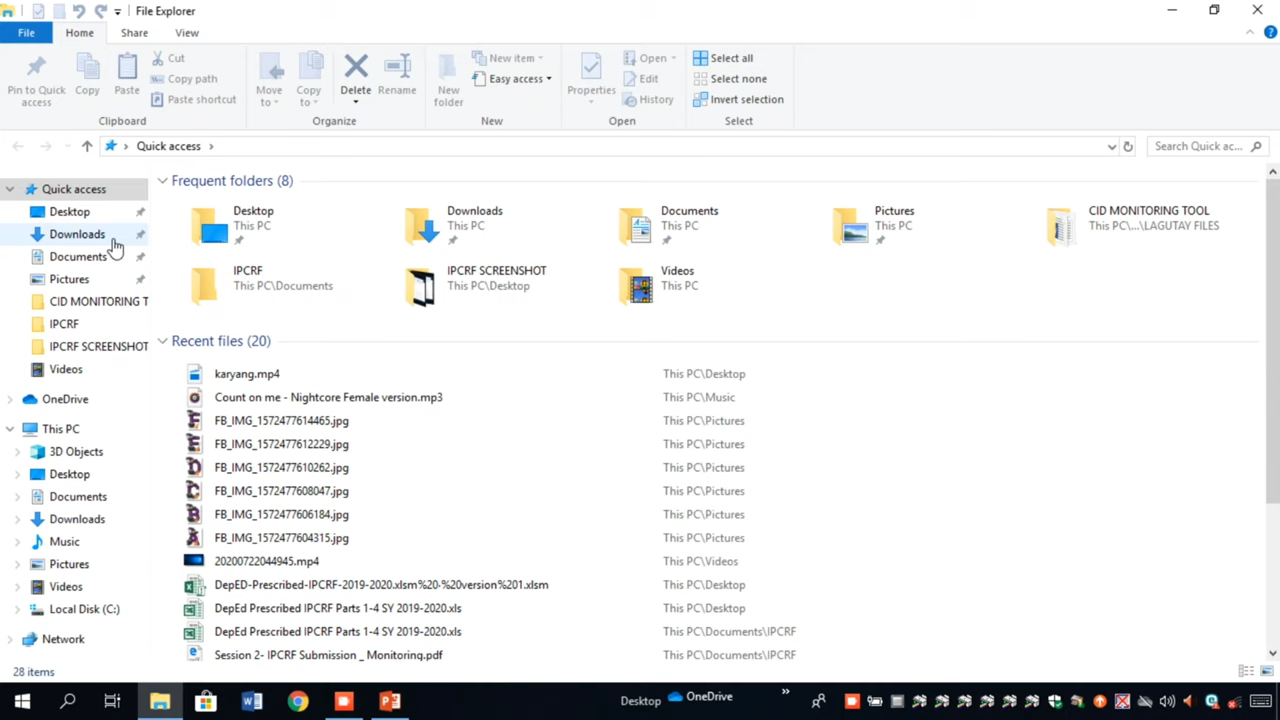 File Explorer
File Home Share View
Pin to Quick access
Copy
Paste
Cut
Copy path
Paste shortcut
Clipboard
Move to
Copy to
Delete
Rename
Organize
New folder
New item
Easy access
New
Properties
Open
Edit
History
Open
Select all
Select none
Invert selection
Select
Quick access
Search Quick ac...
Quick access
Desktop
Downloads
Documents
Pictures
CID MONITORING T
IPCRF
IPCRF SCREENSHOT
Videos
OneDrive
This PC
3D Objects
Desktop
Documents
Downloads
Music
Pictures
Videos
Local Disk (C:)
Network
Frequent folders (8)
Desktop
This PC
Downloads
This PC
Documents
This PC
Pictures
This PC
CID MONITORING TOOL
This PC\...\LAGUTAY FILES
IPCRF
This PC\Documents
IPCRF SCREENSHOT
This PC\Desktop
Videos
This PC
Recent files (20)
karyang.mp4 This PC\Desktop
Count on me - Nightcore Female version.mp3 This PC\Music
FB_IMG_1572477614465.jpg This PC\Pictures
FB_IMG_1572477612229.jpg This PC\Pictures
FB_IMG_1572477610262.jpg This PC\Pictures
FB_IMG_1572477608047.jpg This PC\Pictures
FB_IMG_1572477606184.jpg This PC\Pictures
FB_IMG_1572477604315.jpg This PC\Pictures
20200722044945.mp4 This PC\Videos
DepED-Prescribed-IPCRF-2019-2020.xlsm%20-%20version%201.xlsm This PC\Desktop
DepEd Prescribed IPCRF Parts 1-4 SY 2019-2020.xls This PC\Desktop
DepEd Prescribed IPCRF Parts 1-4 SY 2019-2020.xls This PC\Documents\IPCRF
Session 2- IPCRF Submission _ Monitoring.pdf This PC\Documents\IPCRF
28 items
Desktop OneDrive